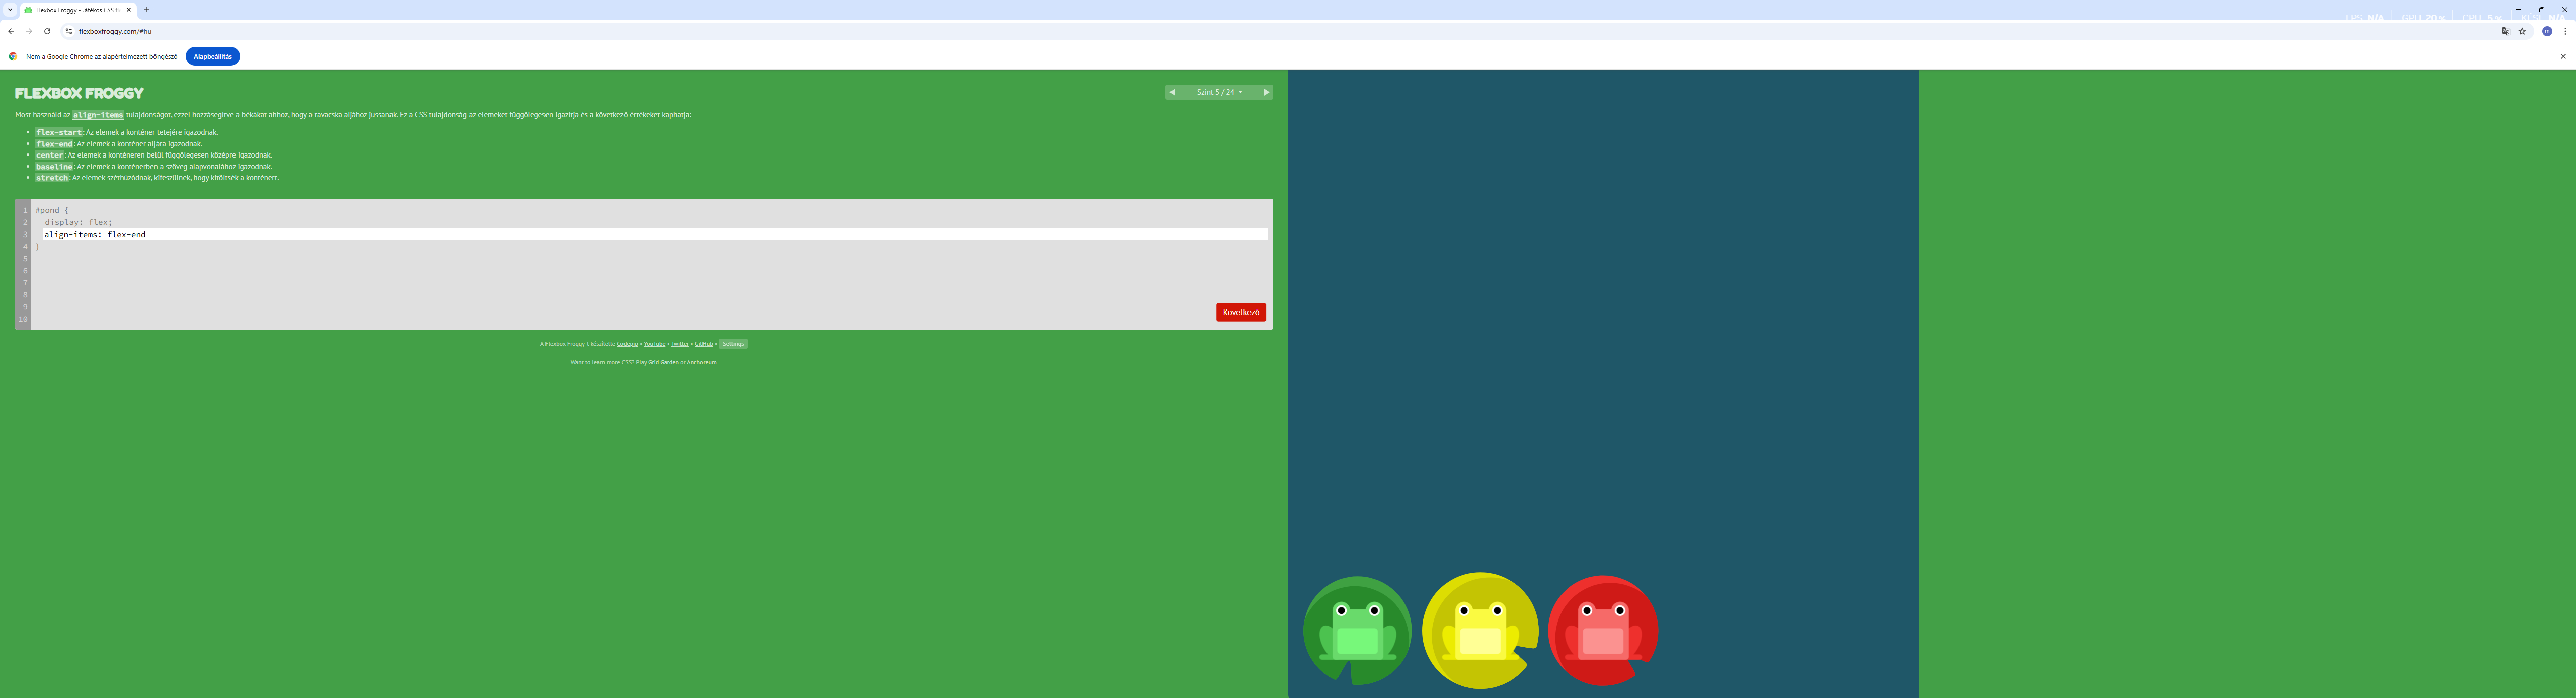 Flexbox Froggy - Játékos CSS f
flexboxfroggy.com/#hu
Nem a Google Chrome az alapértelmezett böngésző
Alapbeállítás
FLEXBOX FROGGY
Szint 5 / 24
Most használd az align-items tulajdonságot, ezzel hozzásegítve a békákat ahhoz, hogy a tavacska aljához jussanak. Ez a CSS tulajdonság az elemeket függőlegesen igazítja és a következő értékeket kaphatja:
• flex-start: Az elemek a konténer tetejére igazodnak.
• flex-end: Az elemek a konténer aljára igazodnak.
• center: Az elemek a konténeren belül függőlegesen középre igazodnak.
• baseline: Az elemek a konténerben a szöveg alapvonalához igazodnak.
• stretch: Az elemek széthúzódnak, kifeszülnek, hogy kitöltsék a konténert.
1 #pond {
2 display: flex;
3 align-items: flex-end
4 }
5
6
7
8
9
10
Következő
A Flexbox Froggy-t készítette Codepip • YouTube • Twitter • GitHub • Settings
Want to learn more CSS? Play Grid Garden or Anchoreum.